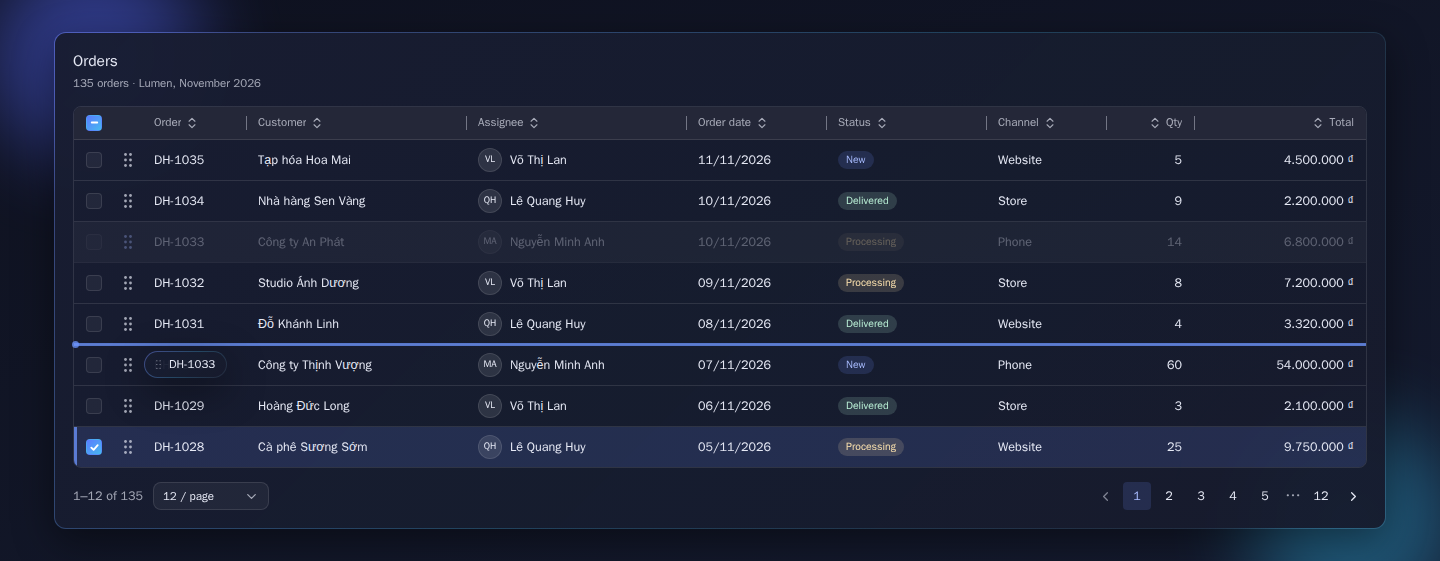 Orders
135 orders · Lumen, November 2026
Order Customer Assignee Order date Status Channel Qty Total
DH-1035 Tạp hóa Hoa Mai VL Võ Thị Lan 11/11/2026 New Website 5 4.500.000 ₫
DH-1034 Nhà hàng Sen Vàng QH Lê Quang Huy 10/11/2026 Delivered Store 9 2.200.000 ₫
DH-1033 Công ty An Phát MA Nguyễn Minh Anh 10/11/2026 Processing Phone 14 6.800.000 ₫
DH-1032 Studio Ánh Dương VL Võ Thị Lan 09/11/2026 Processing Store 8 7.200.000 ₫
DH-1031 Đỗ Khánh Linh QH Lê Quang Huy 08/11/2026 Delivered Website 4 3.320.000 ₫
DH-1033 Công ty Thịnh Vượng MA Nguyễn Minh Anh 07/11/2026 New Phone 60 54.000.000 ₫
DH-1029 Hoàng Đức Long VL Võ Thị Lan 06/11/2026 Delivered Store 3 2.100.000 ₫
DH-1028 Cà phê Sương Sớm QH Lê Quang Huy 05/11/2026 Processing Website 25 9.750.000 ₫
1–12 of 135 12 / page 1 2 3 4 5 ··· 12